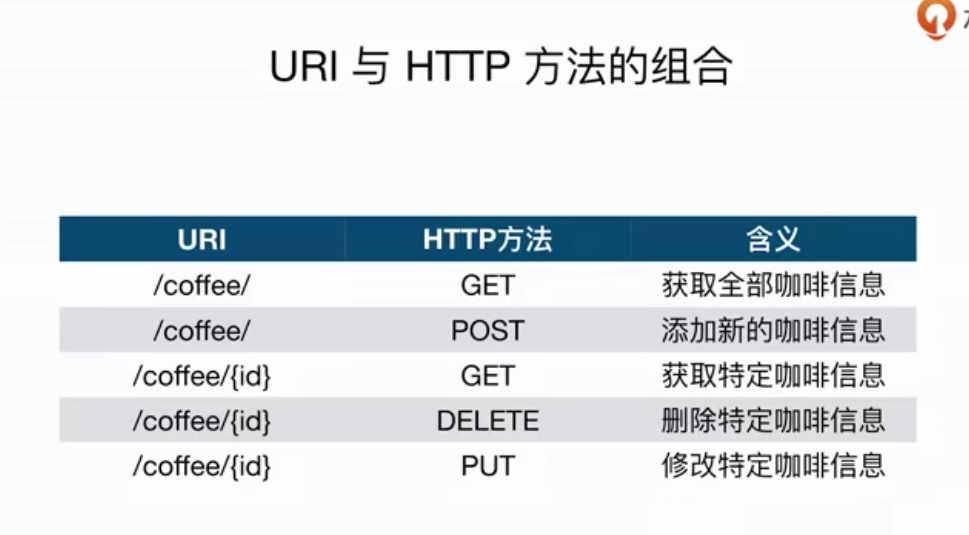 URI 与 HTTP 方法的组合
URI HTTP方法 含义
/coffee/ GET 获取全部咖啡信息
/coffee/ POST 添加新的咖啡信息
/coffee/{id} GET 获取特定咖啡信息
/coffee/{id} DELETE 删除特定咖啡信息
/coffee/{id} PUT 修改特定咖啡信息